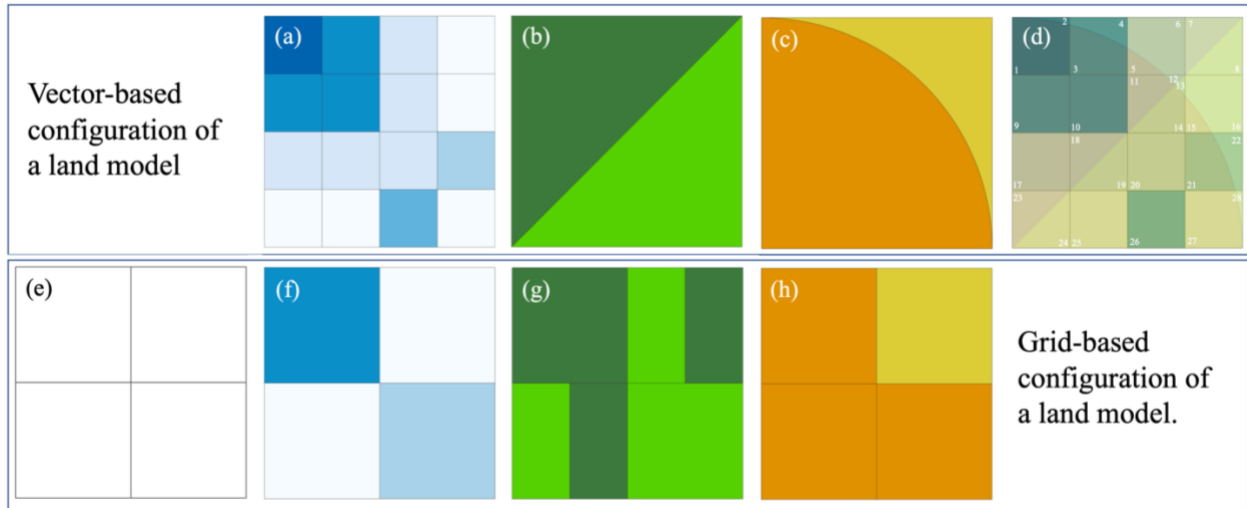 Vector-based
configuration of
a land model
(a)
(b)
(c)
(d)
2 4 6 7
1 3 5 8
11 12 13
9 10 14 15 16
18 22
17 19 20 21
23 28
24 25 26 27
(e)
(f)
(g)
(h)
Grid-based
configuration of
a land model.